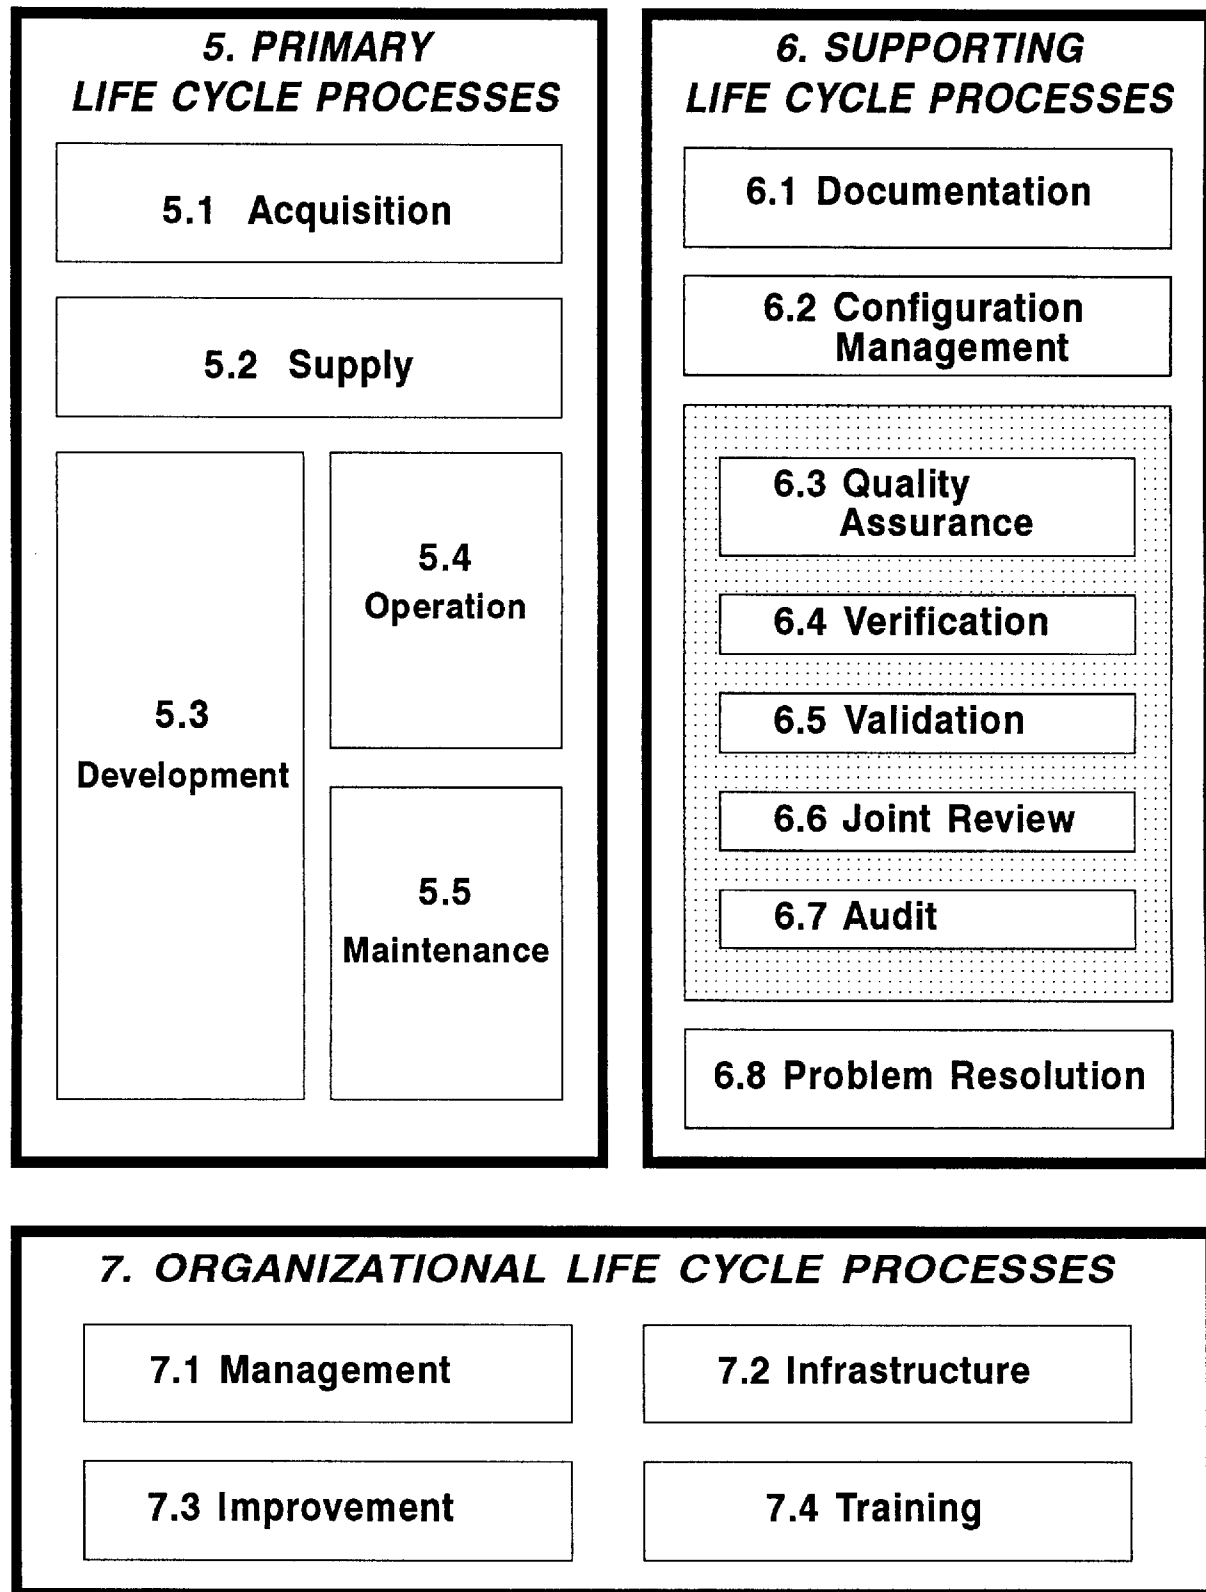 5. PRIMARY
LIFE CYCLE PROCESSES
5.1 Acquisition
5.2 Supply
5.3
Development
5.4
Operation
5.5
Maintenance
6. SUPPORTING
LIFE CYCLE PROCESSES
6.1 Documentation
6.2 Configuration
Management
6.3 Quality
Assurance
6.4 Verification
6.5 Validation
6.6 Joint Review
6.7 Audit
6.8 Problem Resolution
7. ORGANIZATIONAL LIFE CYCLE PROCESSES
7.1 Management
7.2 Infrastructure
7.3 Improvement
7.4 Training